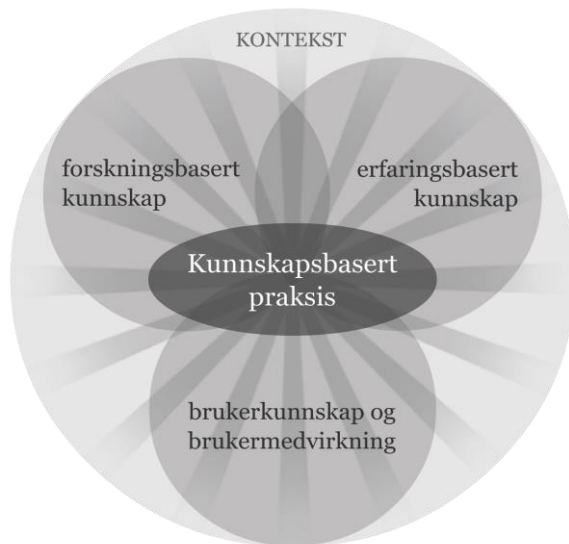 KONTEKST
forskningsbasert
kunnskap
erfaringsbasert
kunnskap
Kunnskapsbasert
praksis
brukerkunnskap og
brukermedvirkning